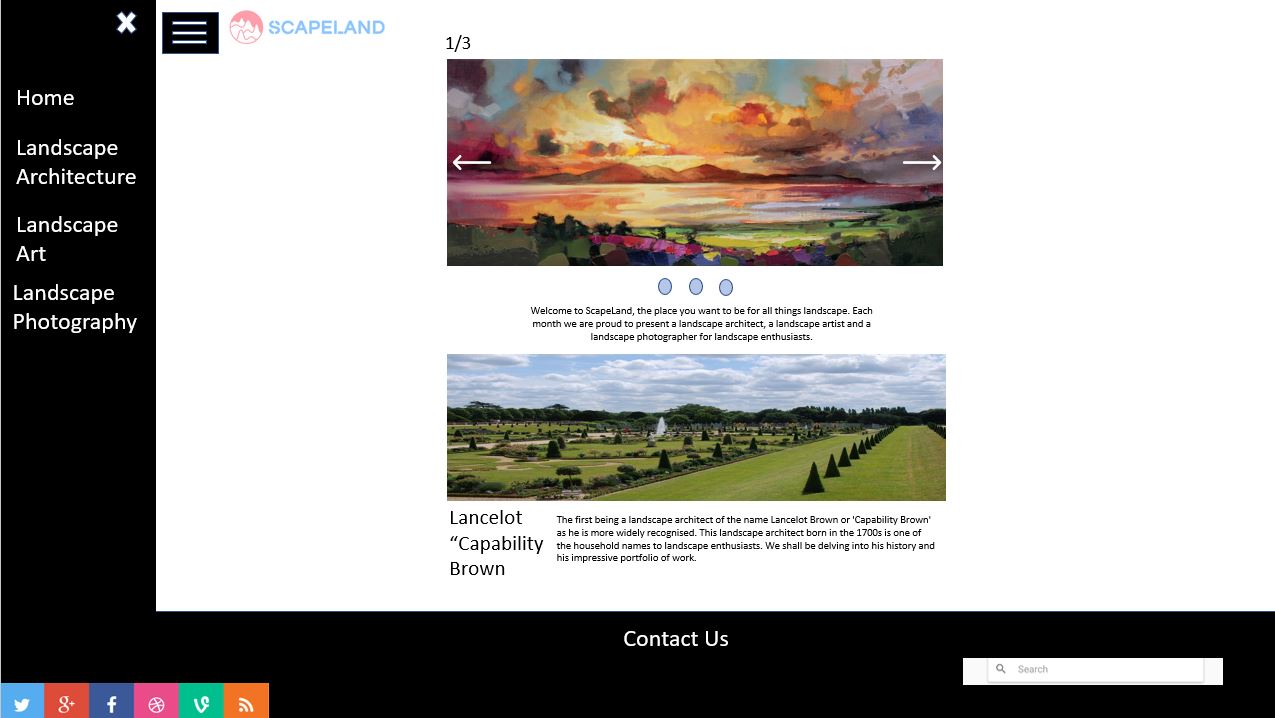 SCAPELAND
1/3
Home
Landscape
Architecture
Landscape
Art
Landscape
Photography
Welcome to ScapeLand, the place you want to be for all things landscape. Each
month we are proud to present a landscape architect, a landscape artist and a
landscape photographer for landscape enthusiasts.
Lancelot
“Capability
Brown
The first being a landscape architect of the name Lancelot Brown or 'Capability Brown'
as he is more widely recognised. This landscape architect born in the 1700s is one of
the household names to landscape enthusiasts. We shall be delving into his history and
his impressive portfolio of work.
Contact Us
Search